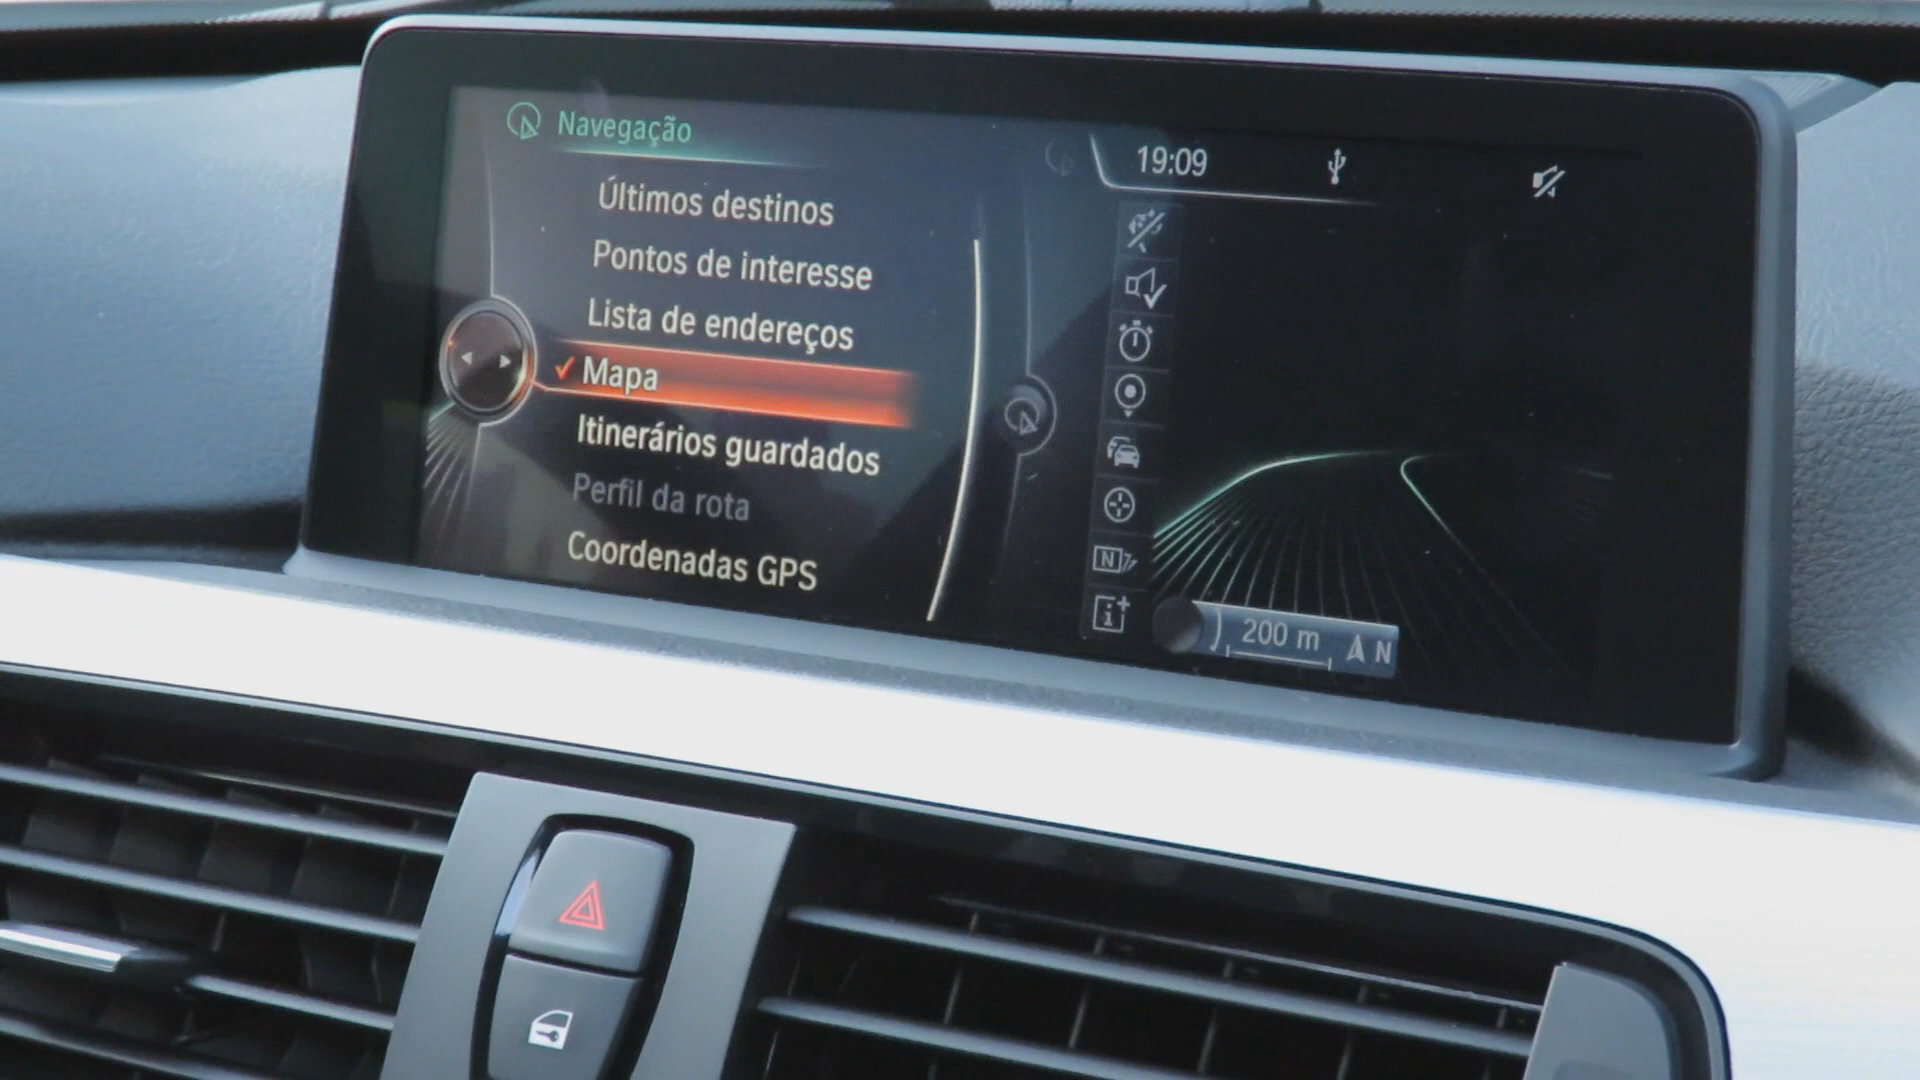 Navegação
Últimos destinos
Pontos de interesse
Lista de endereços
Mapa
Itinerários guardados
Perfil da rota
Coordenadas GPS
19:09
N
i
200 m
N